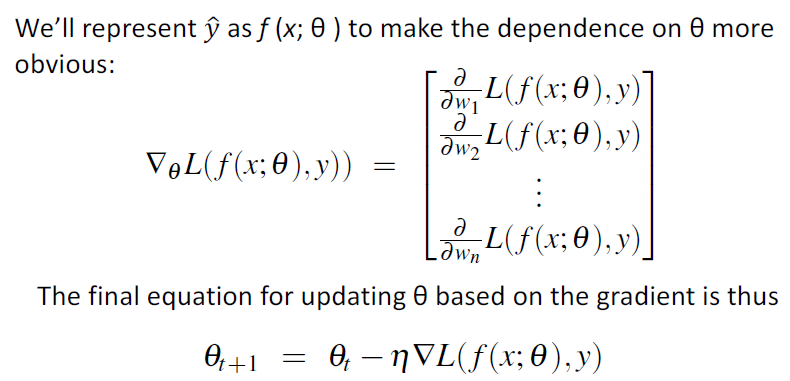 We'll represent ŷ as f (x; θ ) to make the dependence on θ more
obvious:
∇θL(f(x;θ),y)) = [ ∂/∂w₁ L(f(x;θ),y)
∂/∂w₂ L(f(x;θ),y)
⋮
∂/∂wₙ L(f(x;θ),y) ]
The final equation for updating θ based on the gradient is thus
θₜ₊₁ = θₜ − η∇L(f(x;θ),y)